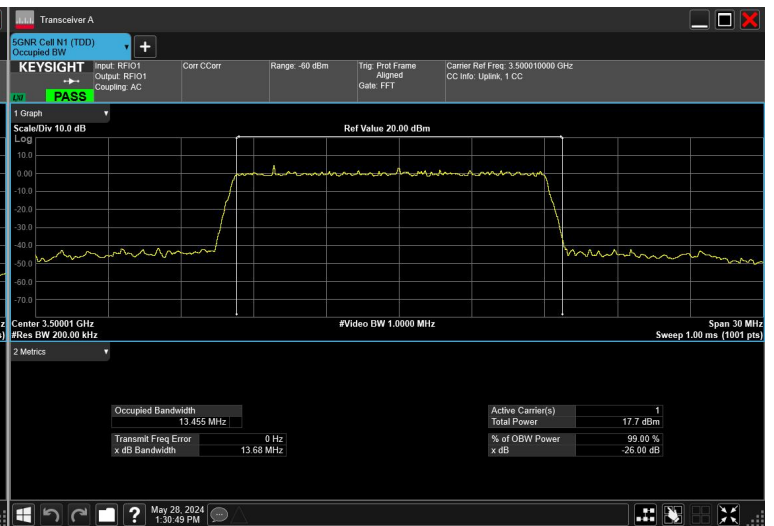 Transceiver A
5GNR Cell N1 (TDD)
Occupied BW
KEYSIGHT
Input: RFIO1
Output: RFIO1
Coupling: AC
Corr CCorr
Range: -60 dBm
Trig: Prot Frame
Aligned
Gate: FFT
Carrier Ref Freq: 3.500010000 GHz
CC Info: Uplink, 1 CC
LXI
PASS
1 Graph
Scale/Div 10.0 dB
Ref Value 20.00 dBm
Log
10.0
0.00
-10.0
-20.0
-30.0
-40.0
-50.0
-60.0
-70.0
Center 3.50001 GHz
#Video BW 1.0000 MHz
Span 30 MHz
#Res BW 200.00 kHz
Sweep 1.00 ms (1001 pts)
2 Metrics
Occupied Bandwidth
13.455 MHz
Active Carrier(s) 1
Total Power 17.7 dBm
Transmit Freq Error 0 Hz
x dB Bandwidth 13.68 MHz
% of OBW Power 99.00 %
x dB -26.00 dB
May 28, 2024
1:30:49 PM